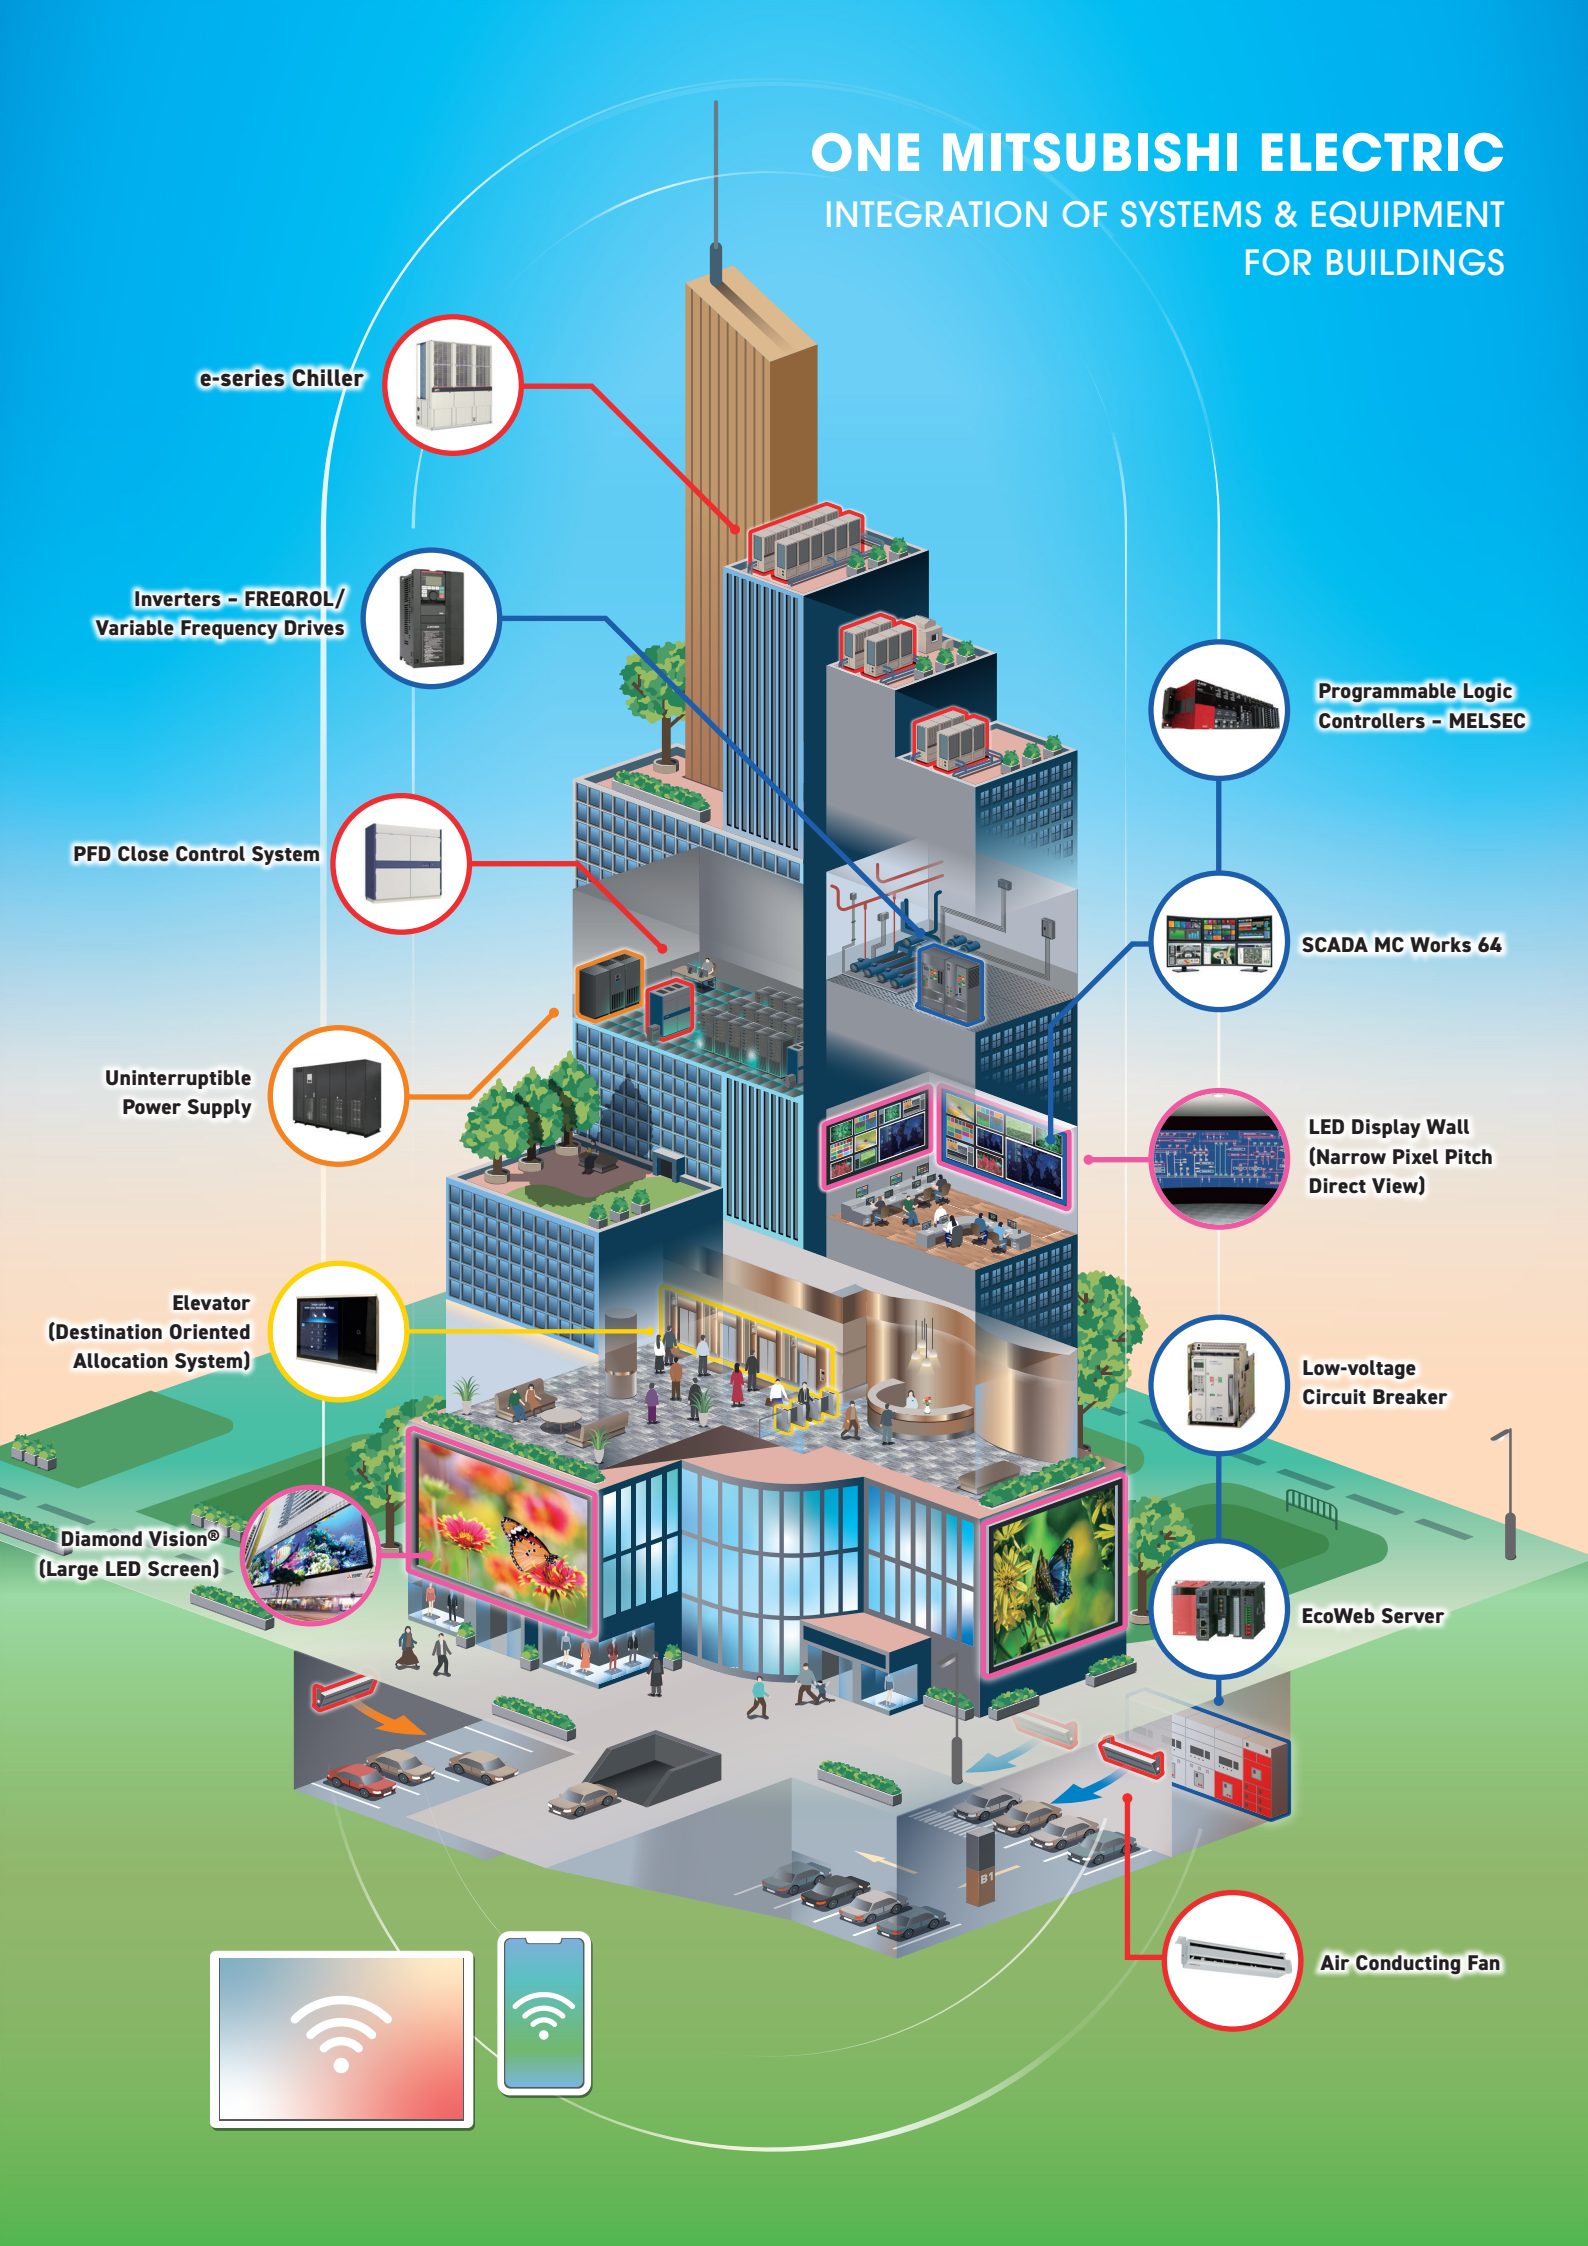 ONE MITSUBISHI ELECTRIC
INTEGRATION OF SYSTEMS & EQUIPMENT
FOR BUILDINGS
e-series Chiller
Inverters – FREQROL/
Variable Frequency Drives
Programmable Logic
Controllers – MELSEC
PFD Close Control System
SCADA MC Works 64
Uninterruptible
Power Supply
LED Display Wall
(Narrow Pixel Pitch
Direct View)
Elevator
(Destination Oriented
Allocation System)
Low-voltage
Circuit Breaker
Diamond Vision®
(Large LED Screen)
EcoWeb Server
B1
Air Conducting Fan